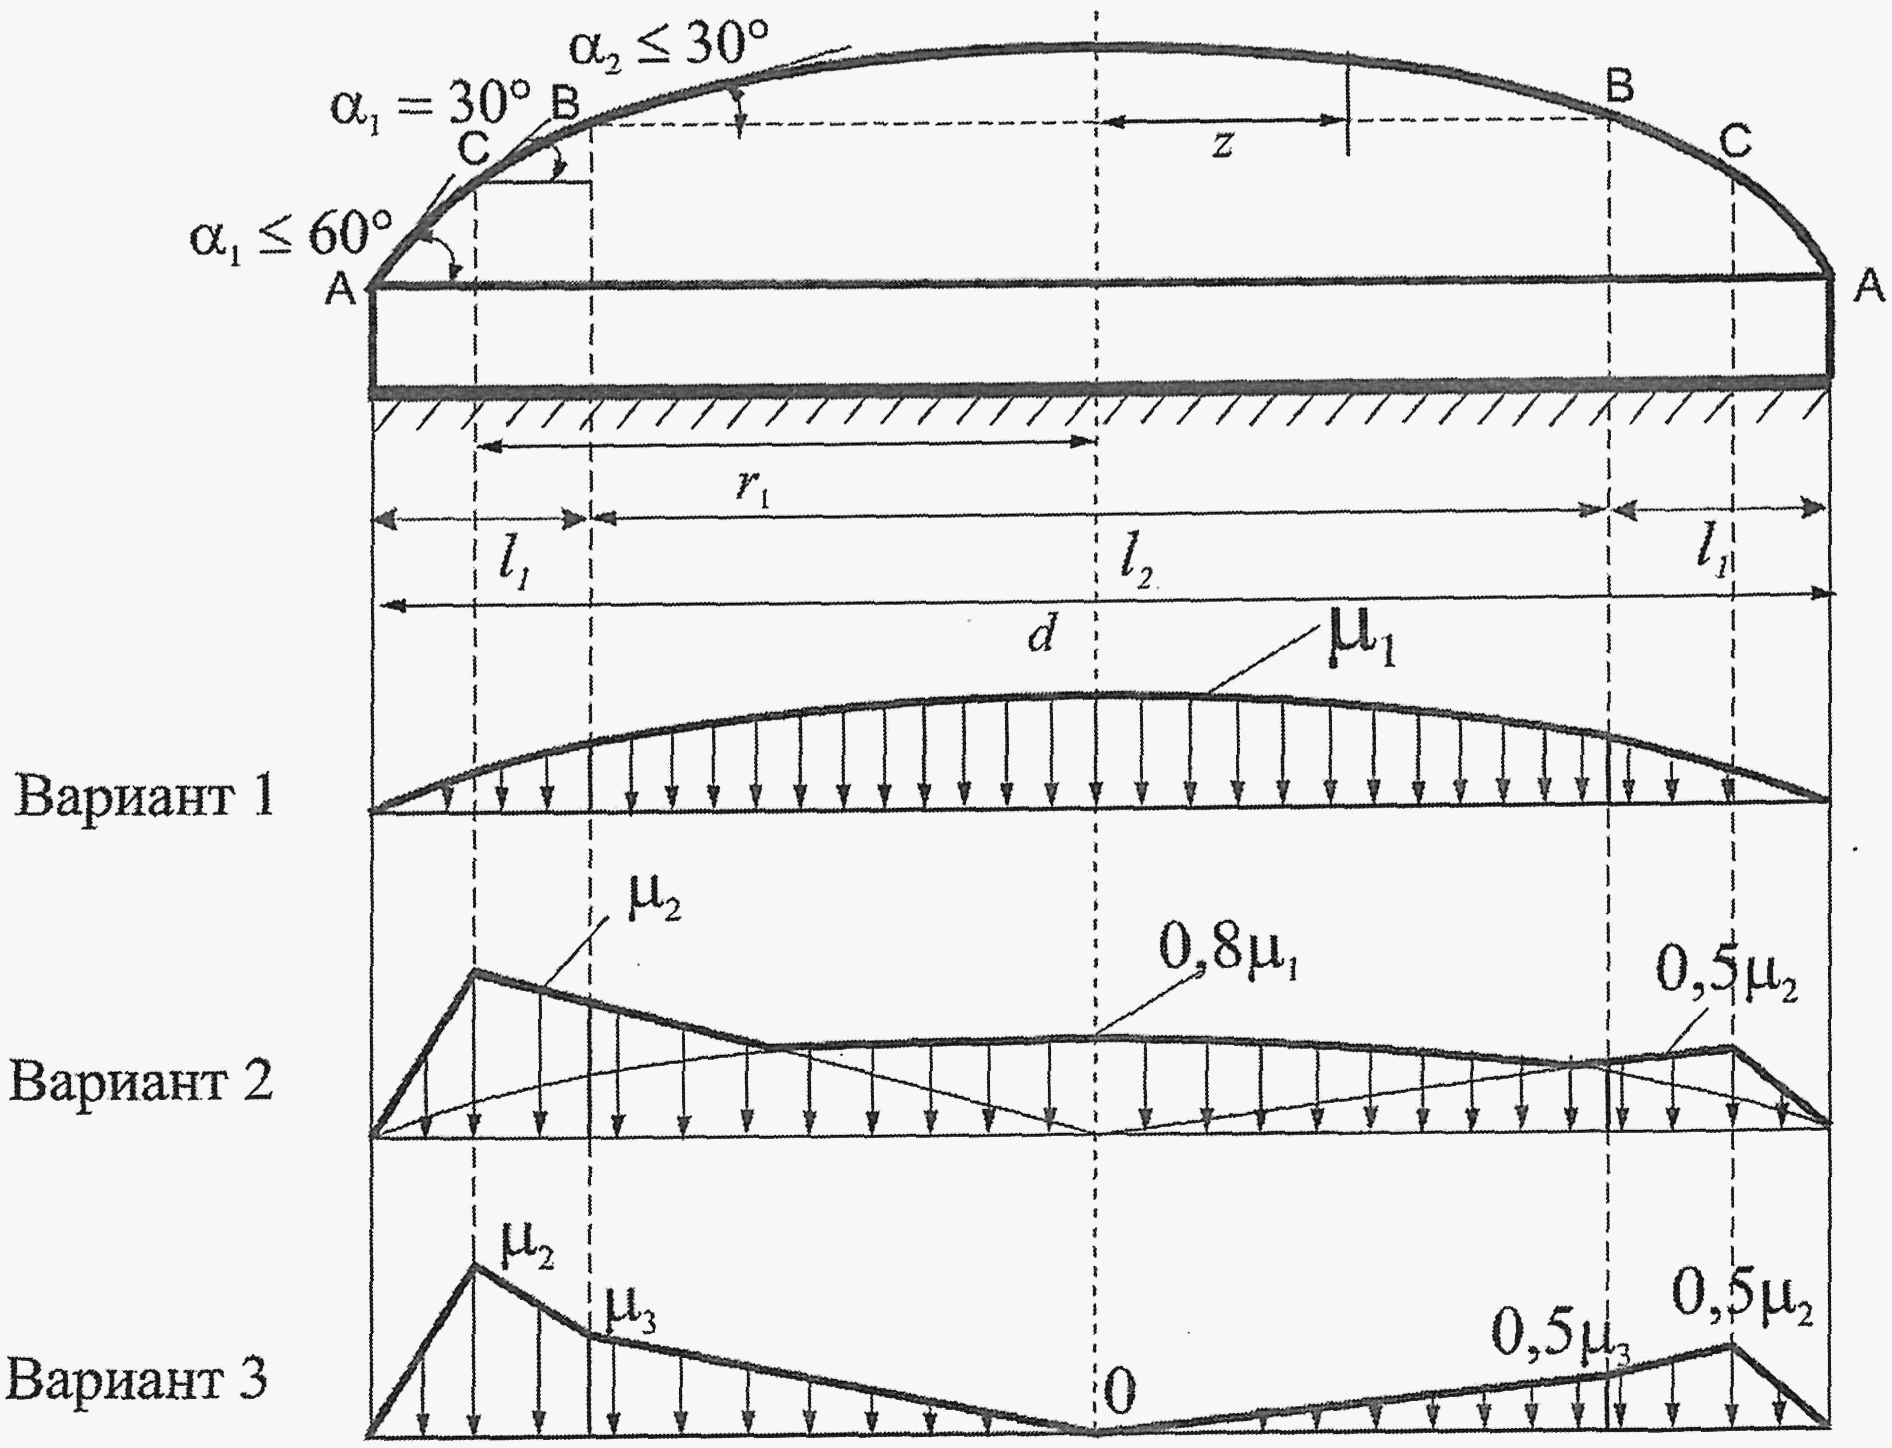 α₂ ≤ 30°
α₁ = 30°
B
B
C
C
z
α₁ ≤ 60°
A
A
r₁
l₁
l₂
l₁
d
μ₁
Вариант 1
μ₂
0,8μ₁
0,5μ₂
Вариант 2
μ₂
μ₃
0,5μ₃
0,5μ₂
Вариант 3
0